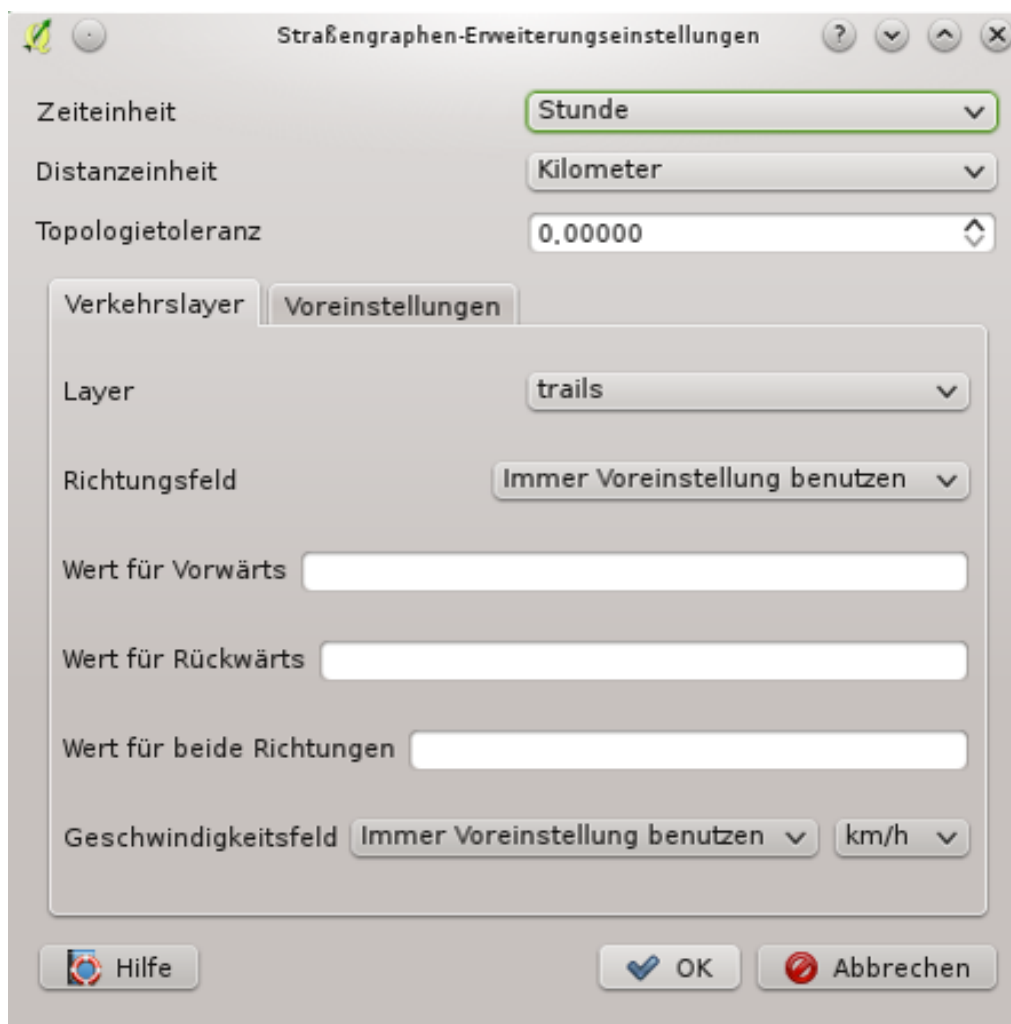 Straßengraphen-Erweiterungseinstellungen
Zeiteinheit Stunde
Distanzeinheit Kilometer
Topologietoleranz 0,00000
Verkehrslayer Voreinstellungen
Layer trails
Richtungsfeld Immer Voreinstellung benutzen
Wert für Vorwärts
Wert für Rückwärts
Wert für beide Richtungen
Geschwindigkeitsfeld Immer Voreinstellung benutzen km/h
Hilfe OK Abbrechen